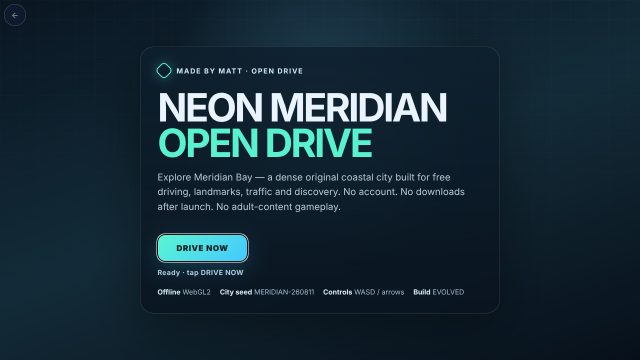 MADE BY MATT · OPEN DRIVE
NEON MERIDIAN
OPEN DRIVE
Explore Meridian Bay — a dense original coastal city built for free
driving, landmarks, traffic and discovery. No account. No downloads
after launch. No adult-content gameplay.
DRIVE NOW
Ready · tap DRIVE NOW
Offline WebGL2 City seed MERIDIAN-260811 Controls WASD / arrows Build EVOLVED